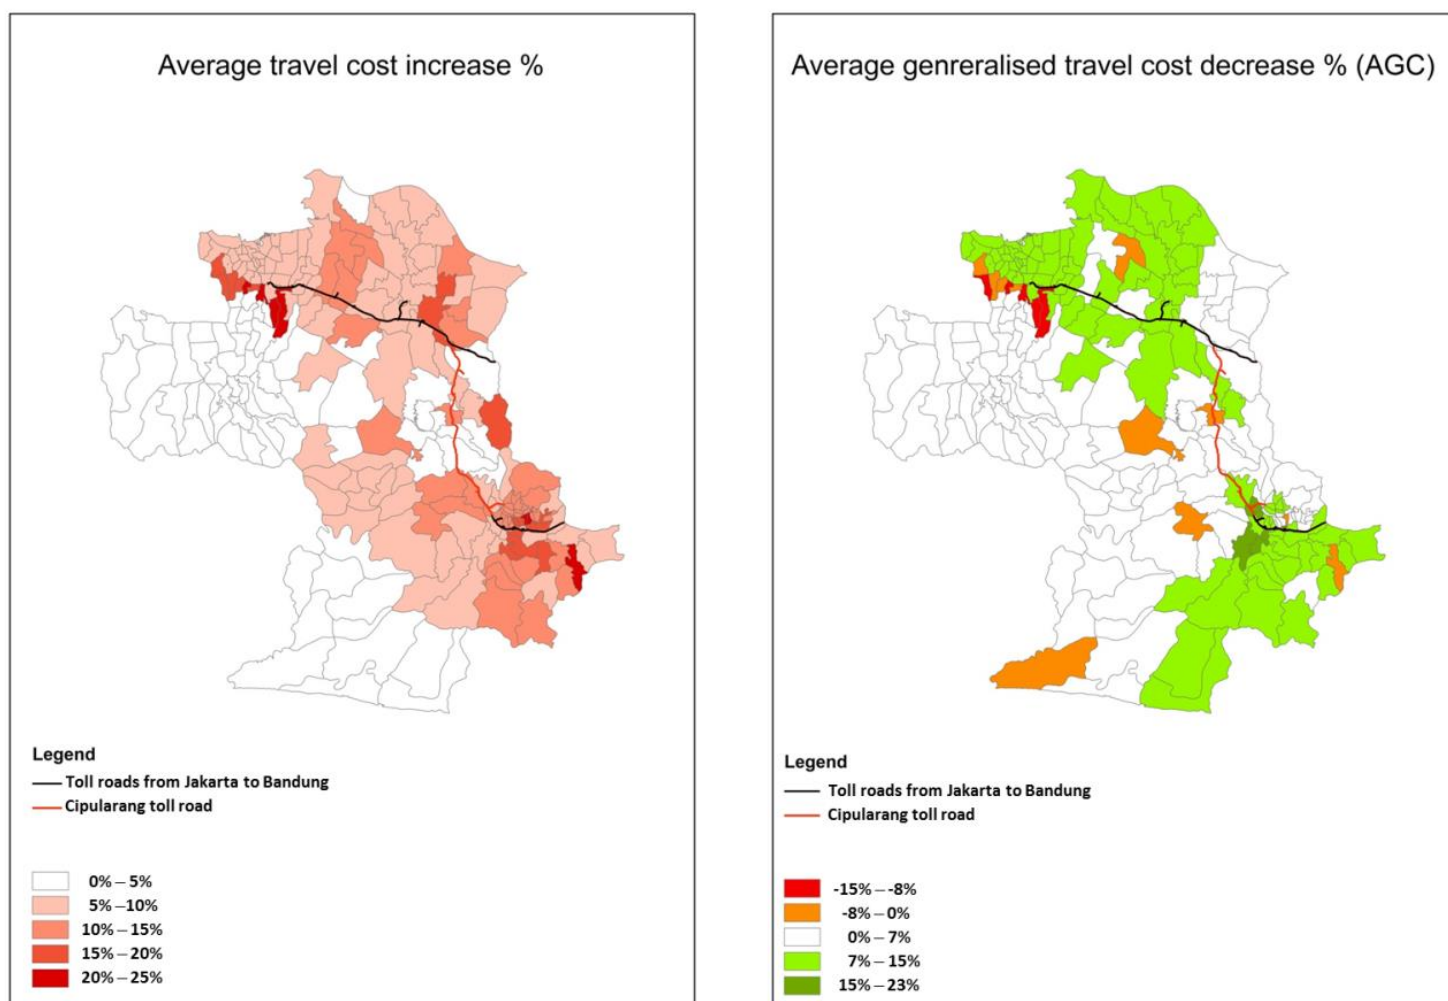 Average travel cost increase %
Legend
Toll roads from Jakarta to Bandung
Cipularang toll road
0% – 5%
5% – 10%
10% – 15%
15% – 20%
20% – 25%
Average genreralised travel cost decrease % (AGC)
Legend
Toll roads from Jakarta to Bandung
Cipularang toll road
-15% – -8%
-8% – 0%
0% – 7%
7% – 15%
15% – 23%